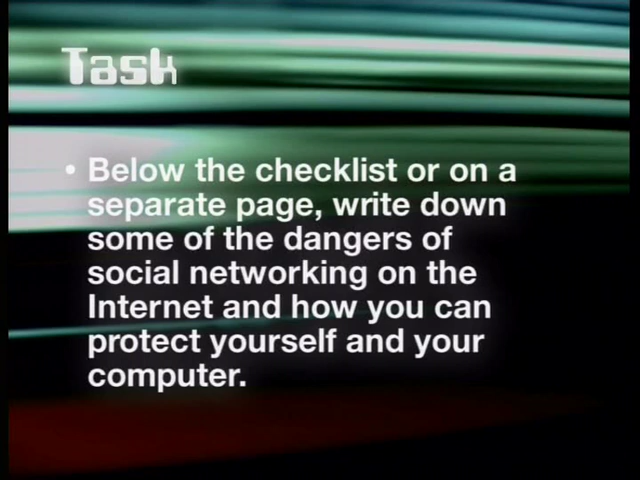 Task
• Below the checklist or on a
separate page, write down
some of the dangers of
social networking on the
Internet and how you can
protect yourself and your
computer.